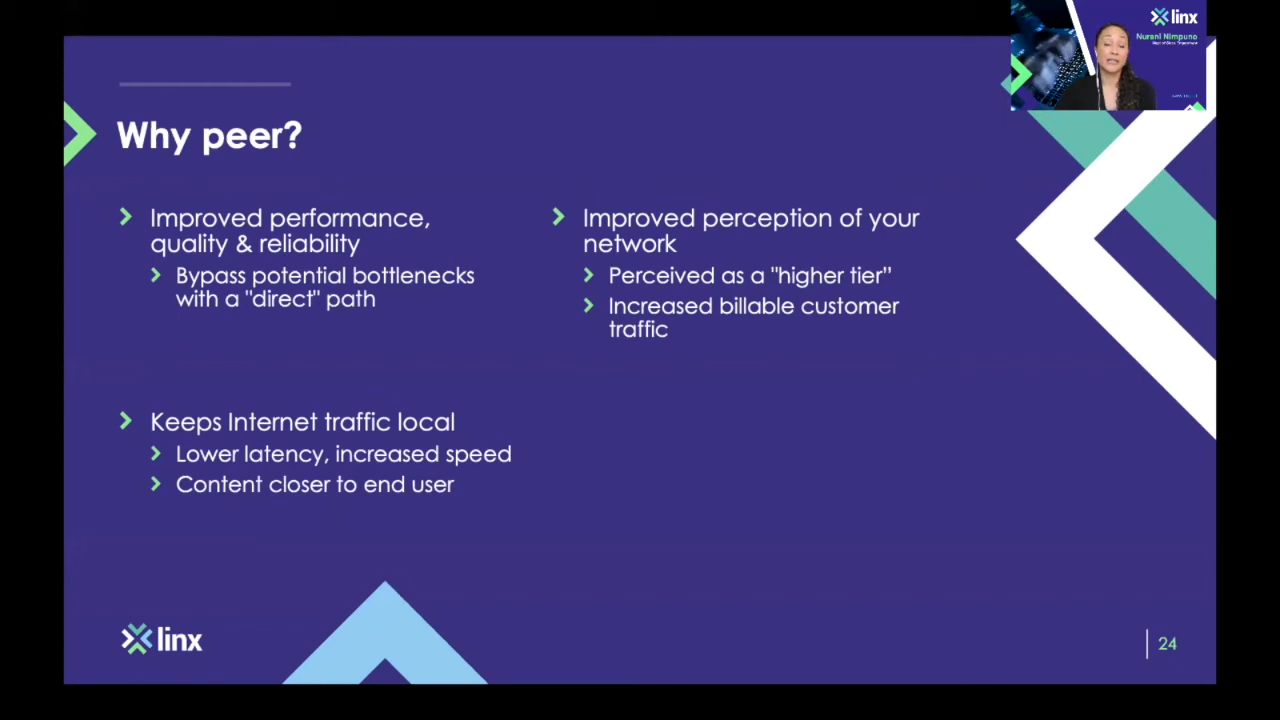 linx
Nurani Nimpuno
Why peer?
Improved performance,
quality & reliability
Bypass potential bottlenecks
with a "direct" path
Keeps Internet traffic local
Lower latency, increased speed
Content closer to end user
Improved perception of your
network
Perceived as a "higher tier”
Increased billable customer
traffic
linx
24